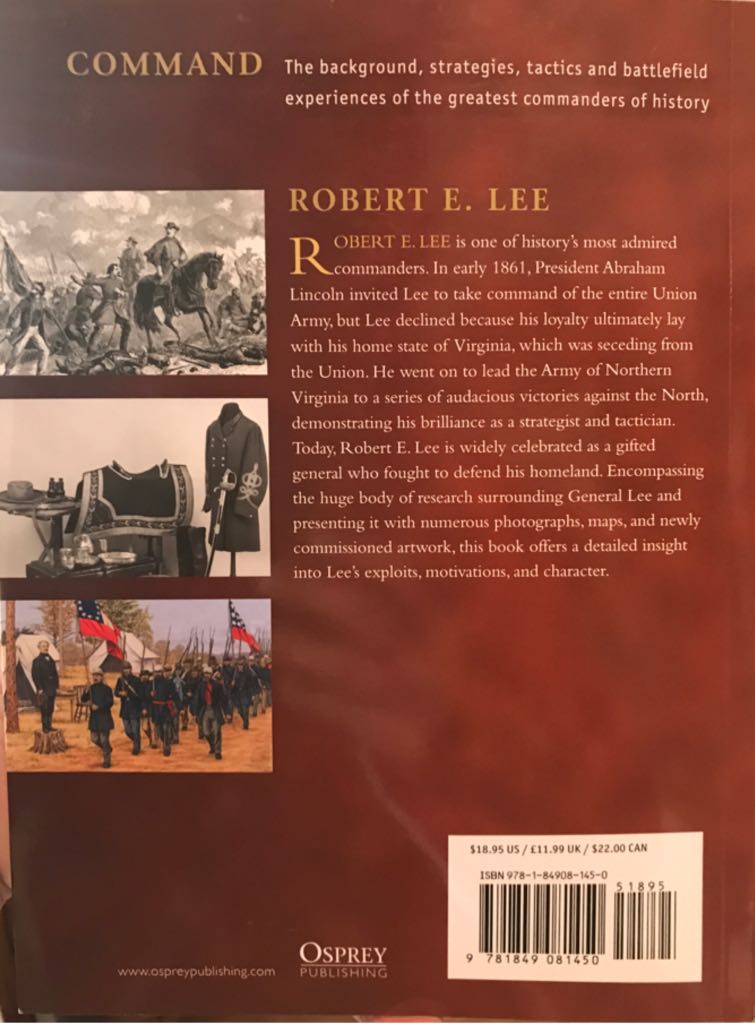 COMMAND
The background, strategies, tactics and battlefield
experiences of the greatest commanders of history
ROBERT E. LEE
ROBERT E. LEE is one of history's most admired
commanders. In early 1861, President Abraham
Lincoln invited Lee to take command of the entire Union
Army, but Lee declined because his loyalty ultimately lay
with his home state of Virginia, which was seceding from
the Union. He went on to lead the Army of Northern
Virginia to a series of audacious victories against the North,
demonstrating his brilliance as a strategist and tactician.
Today, Robert E. Lee is widely celebrated as a gifted
general who fought to defend his homeland. Encompassing
the huge body of research surrounding General Lee and
presenting it with numerous photographs, maps, and newly
commissioned artwork, this book offers a detailed insight
into Lee's exploits, motivations, and character.
$18.95 US / £11.99 UK / $22.00 CAN
ISBN 978-1-84908-145-0
51895
9 781849 081450
www.ospreypublishing.com
OSPREY
PUBLISHING